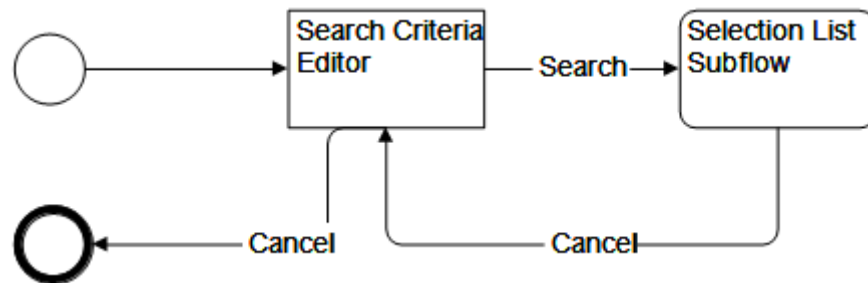 Search Criteria
Editor
Search
Selection List
Subflow
Cancel
Cancel